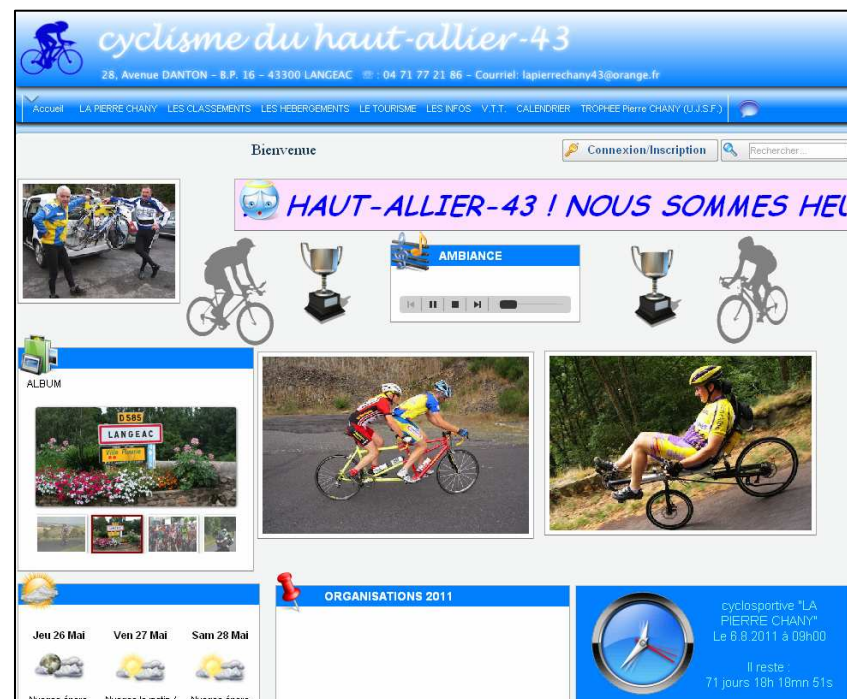 cyclisme du haut-allier-43
28, Avenue DANTON - B.P. 16 - 43300 LANGEAC ☏ : 04 71 77 21 86 - Courriel: lapierrechany43@orange.fr
Accueil LA PIERRE CHANY LES CLASSEMENTS LES HEBERGEMENTS LE TOURISME LES INFOS V.T.T. CALENDRIER TROPHEE Pierre CHANY (U.J.S.F.)
Bienvenue Connexion/Inscription Rechercher...
HAUT-ALLIER-43 ! NOUS SOMMES HEU
AMBIANCE
ALBUM
D 585
LANGEAC
Ville Fleurie
ORGANISATIONS 2011
cyclosportive "LA
PIERRE CHANY"
Le 6.8.2011 à 09h00
Il reste :
71 jours 18h 18mn 51s
Jeu 26 Mai Ven 27 Mai Sam 28 Mai